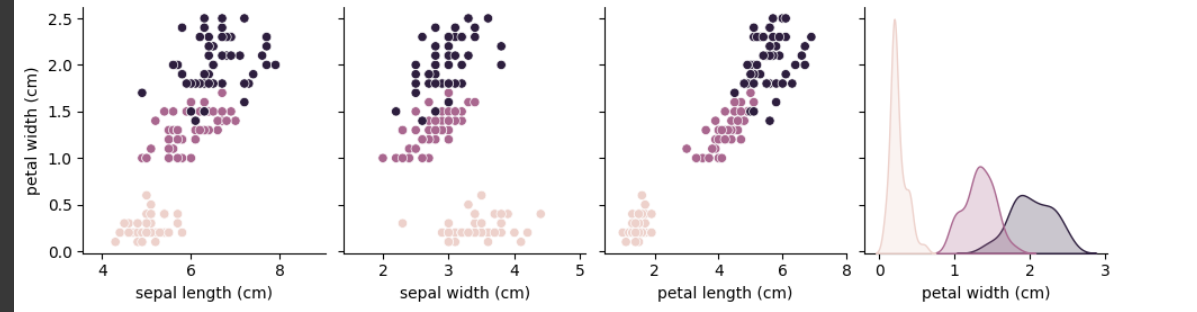 2.5
2.0
1.5
1.0
0.5
0.0
petal width (cm)
4 6 8
sepal length (cm)
2 3 4 5
sepal width (cm)
2 4 6 8
petal length (cm)
0 1 2 3
petal width (cm)